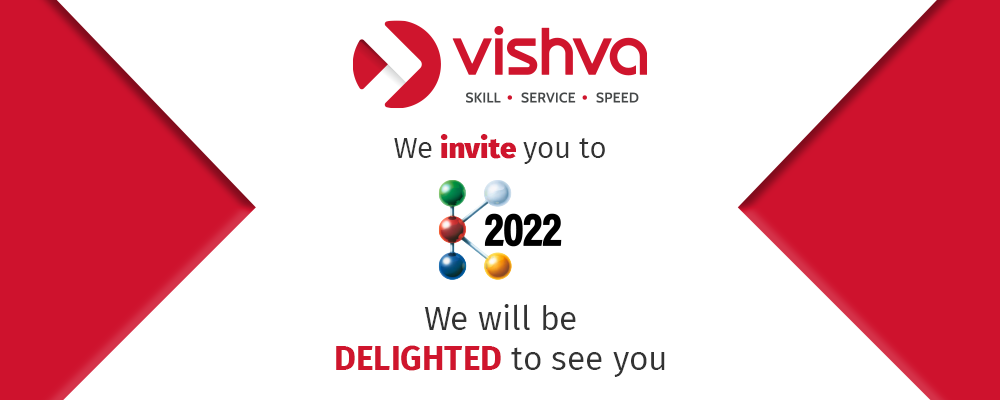 vishva
SKILL • SERVICE • SPEED
We invite you to
K 2022
We will be
DELIGHTED to see you